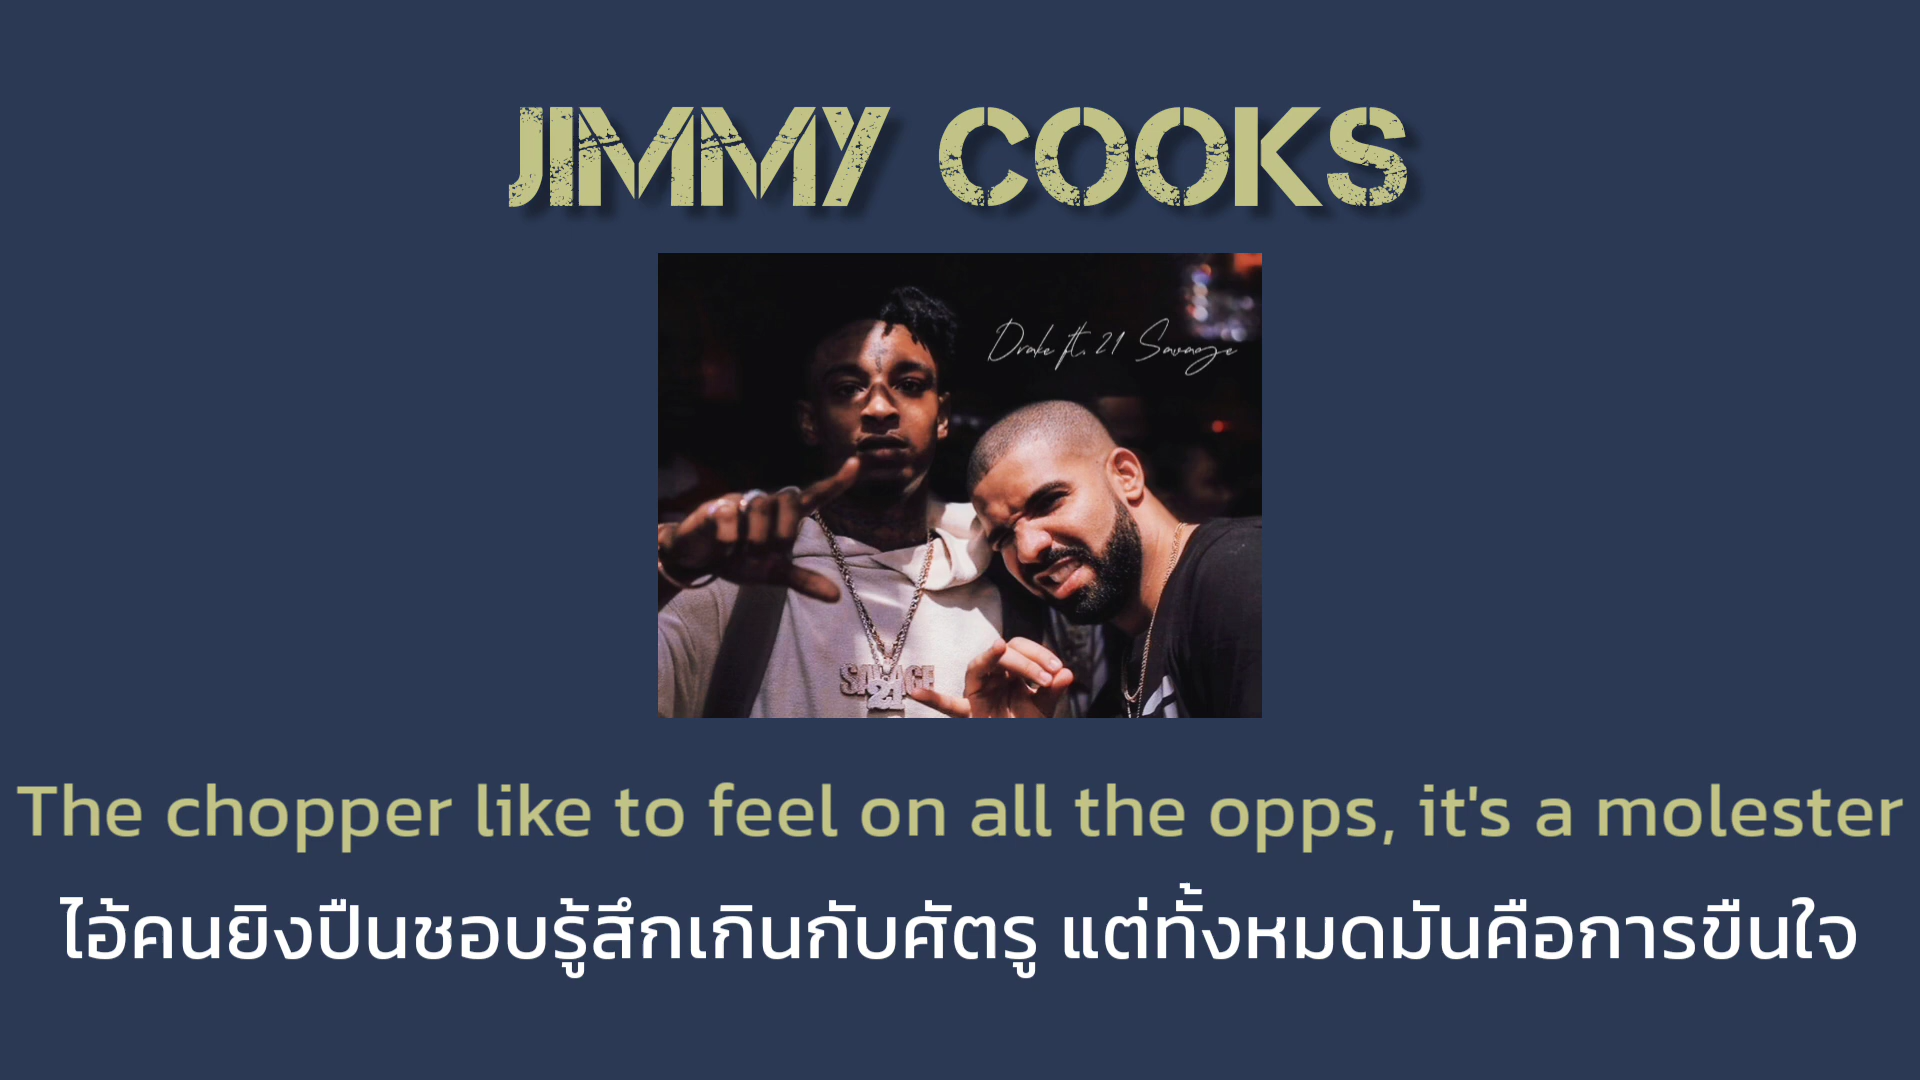 JIMMY COOKS
Drake ft. 21 Savage
SAVAGE
21
The chopper like to feel on all the opps, it's a molester
ไอ้คนยิงปืนชอบรู้สึกเกินกับศัตรู แต่ทั้งหมดมันคือการขืนใจ